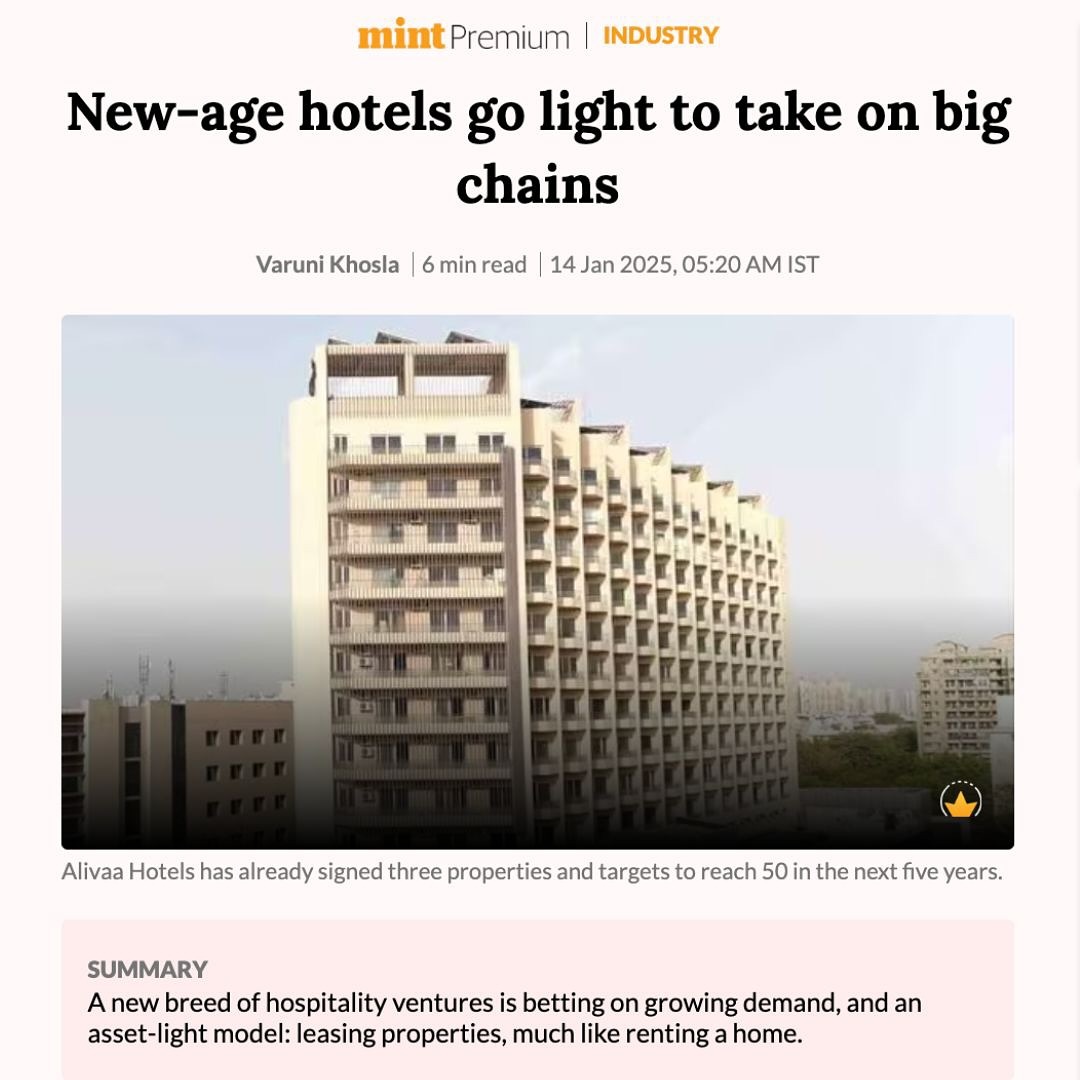 mint Premium | INDUSTRY
New-age hotels go light to take on big
chains
Varuni Khosla | 6 min read | 14 Jan 2025, 05:20 AM IST
Alivaa Hotels has already signed three properties and targets to reach 50 in the next five years.
SUMMARY
A new breed of hospitality ventures is betting on growing demand, and an
asset-light model: leasing properties, much like renting a home.